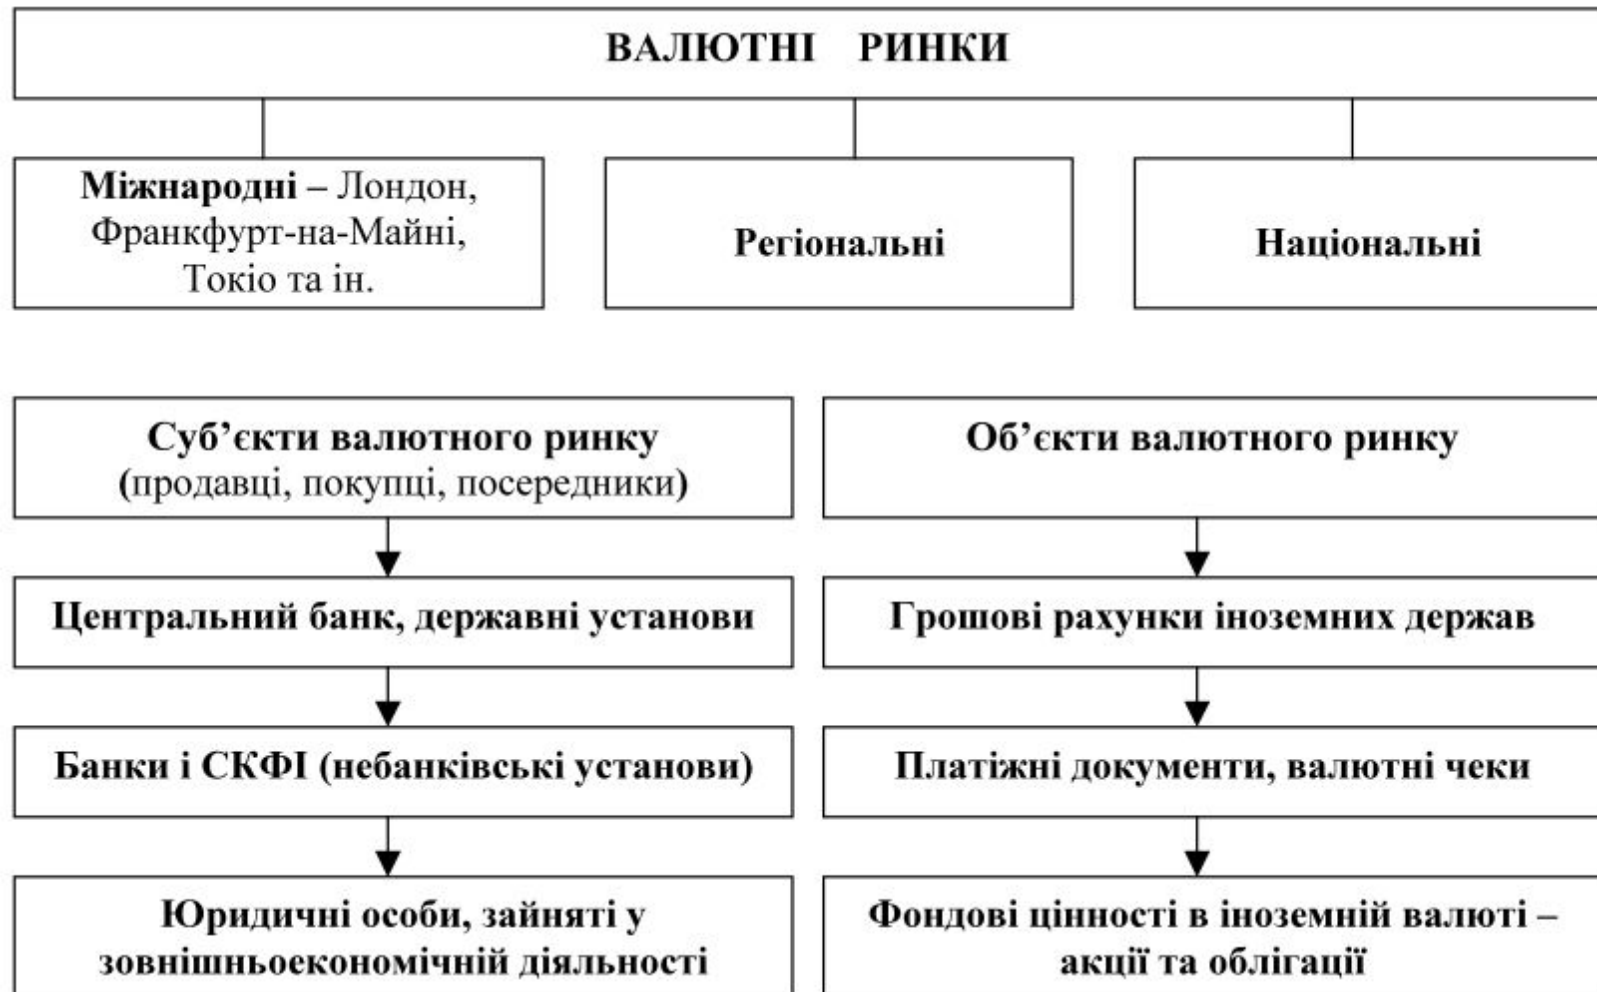 ВАЛЮТНІ РИНКИ
Міжнародні – Лондон,
Франкфурт-на-Майні,
Токіо та ін.
Регіональні
Національні
Суб’єкти валютного ринку
(продавці, покупці, посередники)
Центральний банк, державні установи
Банки і СКФІ (небанківські установи)
Юридичні особи, зайняті у
зовнішньоекономічній діяльності
Об’єкти валютного ринку
Грошові рахунки іноземних держав
Платіжні документи, валютні чеки
Фондові цінності в іноземній валюті –
акції та облігації